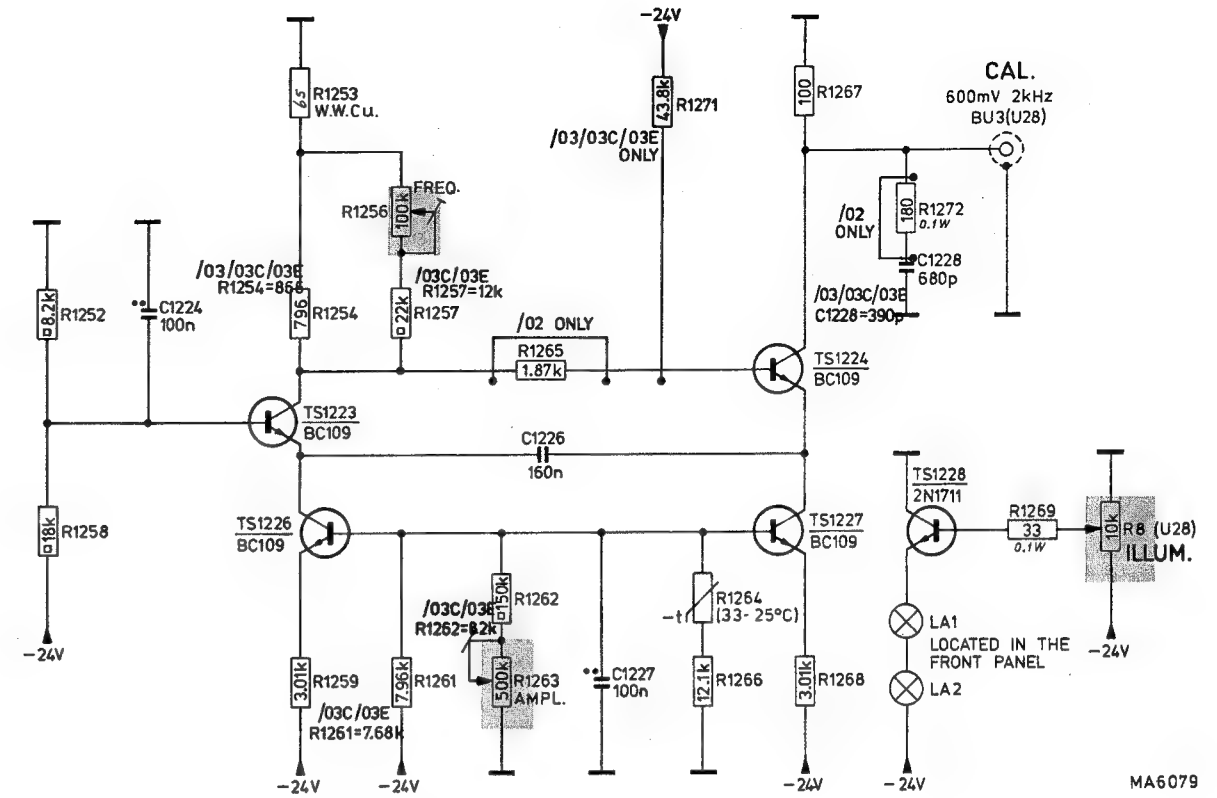 -24V
65
R1253
W.W.Cu.
43.8k
R1271
100
R1267
CAL.
600mV 2kHz
BU3(U28)
/03/03C/03E
ONLY
FREQ.
R1256
100k
180
R1272
0.1W
/02
ONLY
C1228
680p
/03/03C/03E
C1228=390p
/03/03C/03E
R1254=866
796
R1254
/03/03C/03E
R1257=12k
22k
R1257
8.2k
R1252
C1224
100n
/02 ONLY
R1265
1.87k
TS1224
BC109
TS1223
BC109
C1226
160n
18k
R1258
-24V
TS1226
BC109
TS1227
BC109
TS1228
2N1711
R1269
33
0.1W
10k
R8 (U28)
ILLUM.
-24V
150k
R1262
/03C/03E
R1262=82k
-t
R1264
(33-25°C)
LA1
LOCATED IN THE
FRONT PANEL
LA2
3.01k
R1259
7.96k
R1261
/03C/03E
R1261=7.68k
500k
R1263
AMPL.
C1227
100n
12.1k
R1266
3.01k
R1268
-24V
-24V
-24V
-24V
MA6079